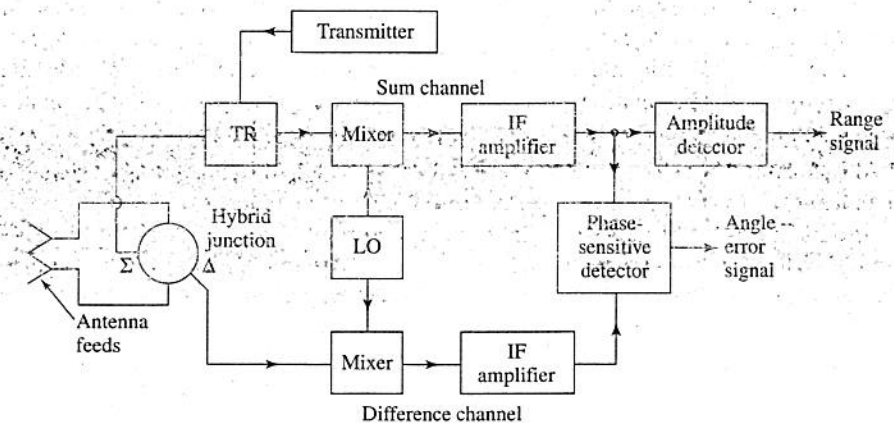 Transmitter
Sum channel
TR
Mixer
IF
amplifier
Amplitude
detector
Range
signal
Hybrid
junction
Σ
Δ
LO
Phase-
sensitive
detector
Angle
error
signal
Antenna
feeds
Mixer
IF
amplifier
Difference channel